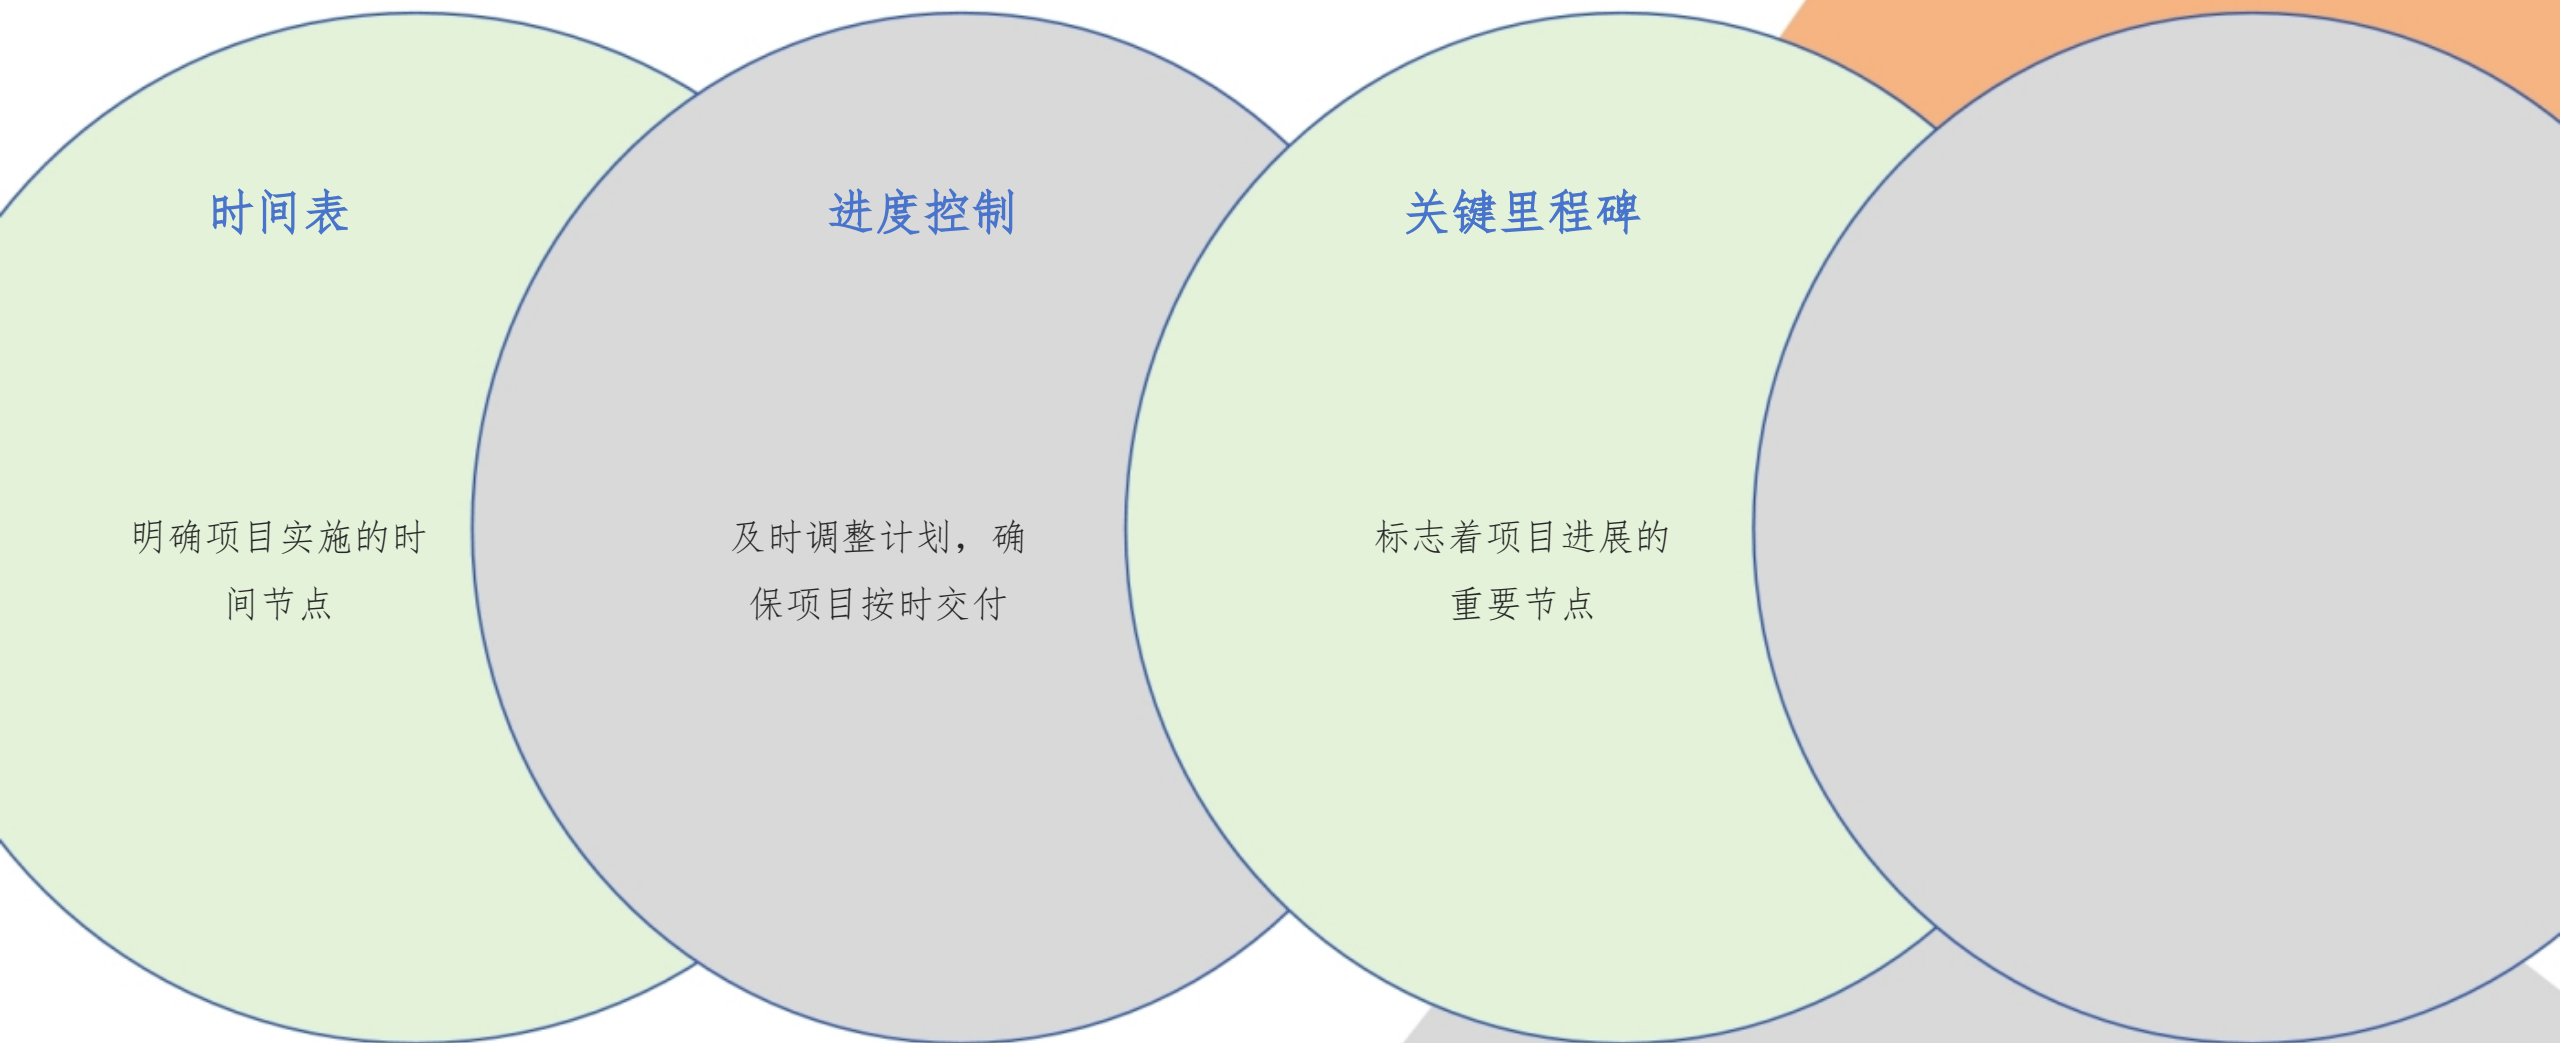 时间表
明确项目实施的时
间节点
进度控制
及时调整计划，确
保项目按时交付
关键里程碑
标志着项目进展的
重要节点